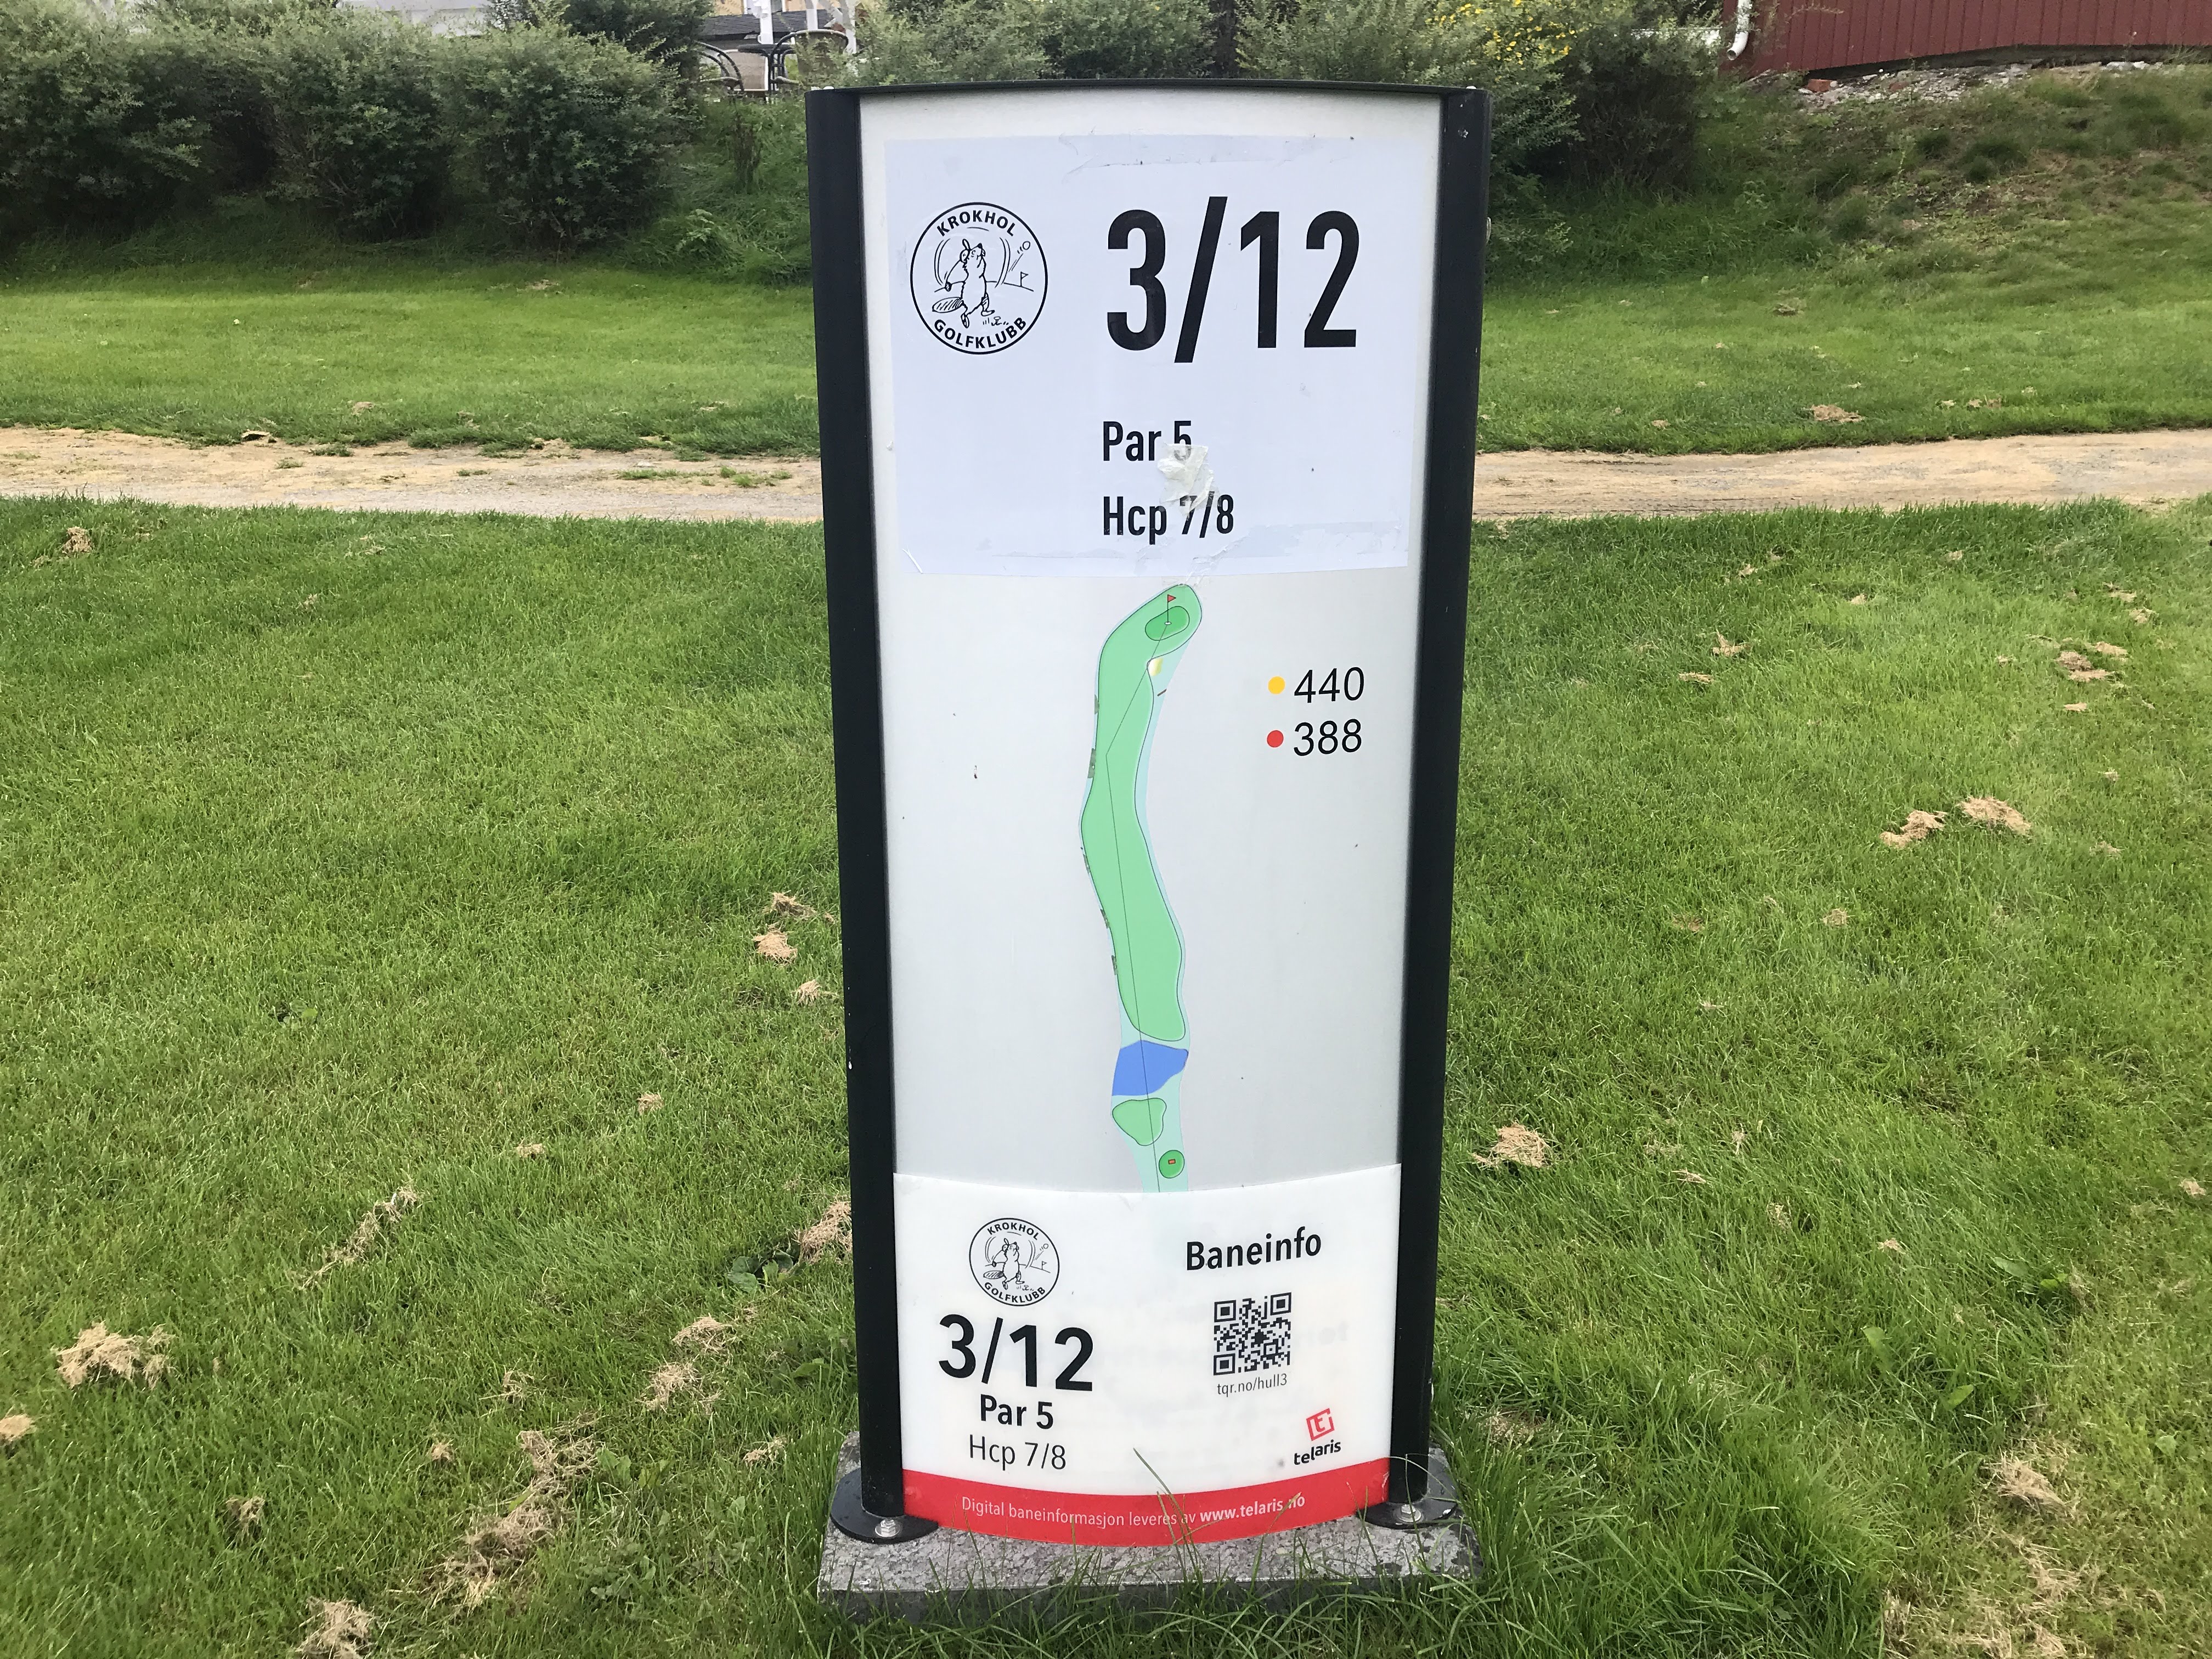 KROKHOL
GOLFKLUBB
3/12
Par 5
Hcp 7/8
440
388
KROKHOL
GOLFKLUBB
3/12
Par 5
Hcp 7/8
Baneinfo
tqr.no/hull3
telaris
Digital baneinformasjon leveres av www.telaris.no